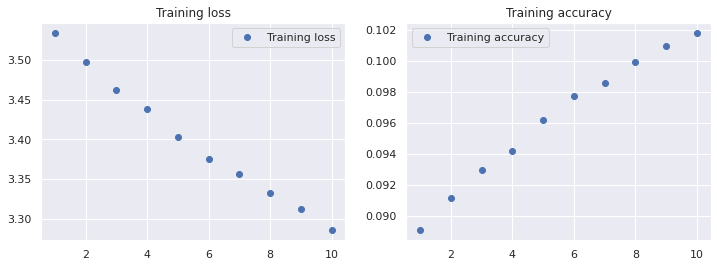 Training loss
Training loss
3.50
3.45
3.40
3.35
3.30
2 4 6 8 10
Training accuracy
Training accuracy
0.102
0.100
0.098
0.096
0.094
0.092
0.090
2 4 6 8 10